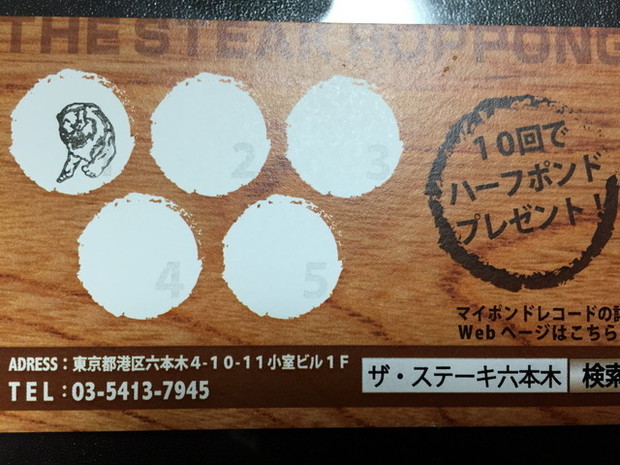 THE STEAK ROPPONG
2
3
4
5
10回で
ハーフポンド
プレゼント!
マイポンドレコードの
Webページはこちら
ADRESS：東京都港区六本木4-10-11小室ビル1F
TEL：03-5413-7945
ザ・ステーキ六本木 検索